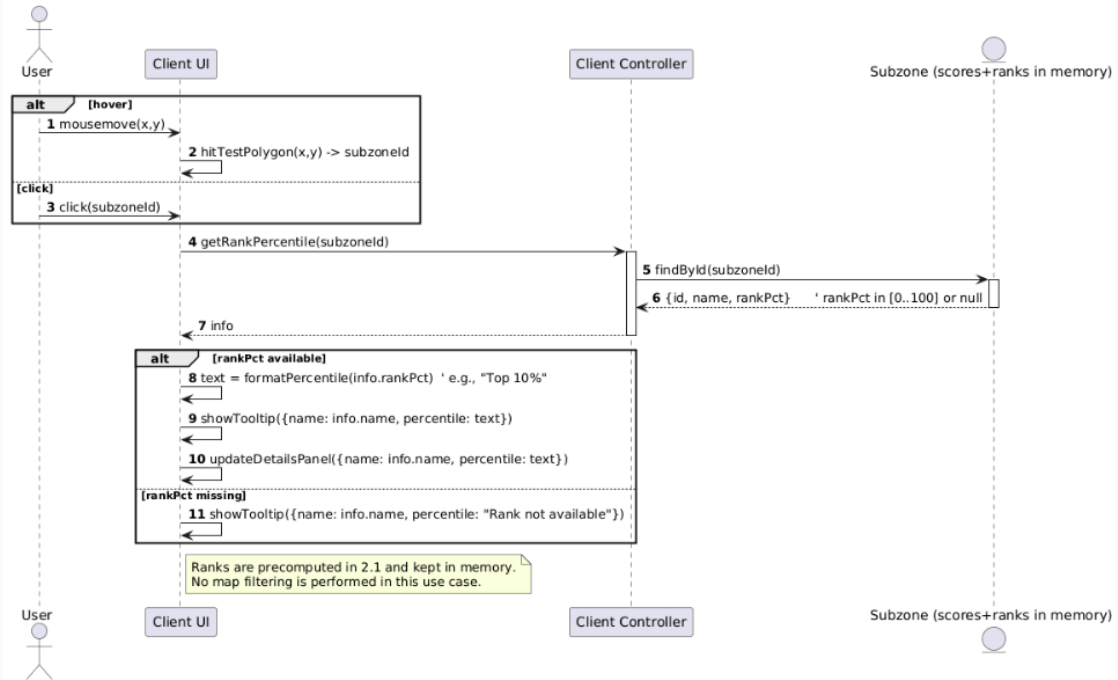 User
Client UI
Client Controller
Subzone (scores+ranks in memory)
alt [hover]
1 mousemove(x,y)
2 hitTestPolygon(x,y) -> subzoneId
[click]
3 click(subzoneId)
4 getRankPercentile(subzoneId)
5 findById(subzoneId)
6 {id, name, rankPct} ' rankPct in [0..100] or null
7 info
alt [rankPct available]
8 text = formatPercentile(info.rankPct) ' e.g., "Top 10%"
9 showTooltip({name: info.name, percentile: text})
10 updateDetailsPanel({name: info.name, percentile: text})
[rankPct missing]
11 showTooltip({name: info.name, percentile: "Rank not available"})
Ranks are precomputed in 2.1 and kept in memory.
No map filtering is performed in this use case.
User
Client UI
Client Controller
Subzone (scores+ranks in memory)